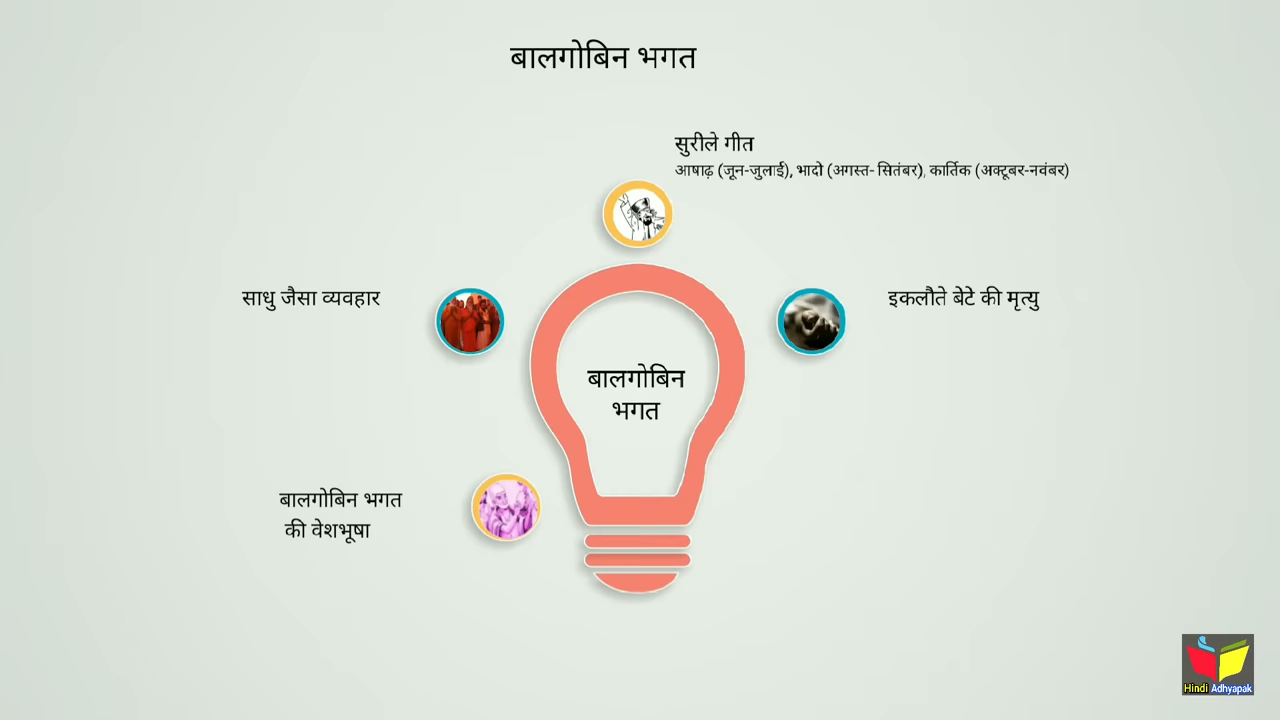 बालगोबिन भगत
सुरीले गीत
आषाढ़ (जून-जुलाई), भादो (अगस्त- सितंबर), कार्तिक (अक्टूबर-नवंबर)
साधु जैसा व्यवहार
इकलौते बेटे की मृत्यु
बालगोबिन
भगत
बालगोबिन भगत
की वेशभूषा
Hindi Adhyapak